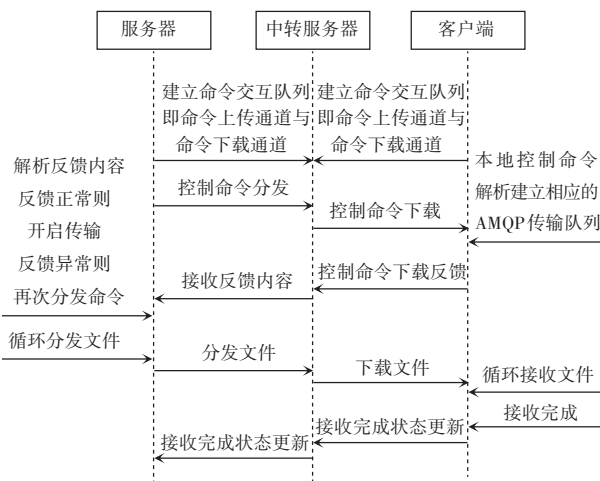 服务器
中转服务器
客户端
建立命令交互队列
即命令上传通道与
命令下载通道
建立命令交互队列
即命令上传通道与
命令下载通道
本地控制命令
解析建立相应的
AMQP传输队列
解析反馈内容
反馈正常则
开启传输
反馈异常则
再次分发命令
控制命令分发
控制命令下载
控制命令下载反馈
接收反馈内容
循环分发文件
分发文件
下载文件
循环接收文件
接收完成
接收完成状态更新
接收完成状态更新